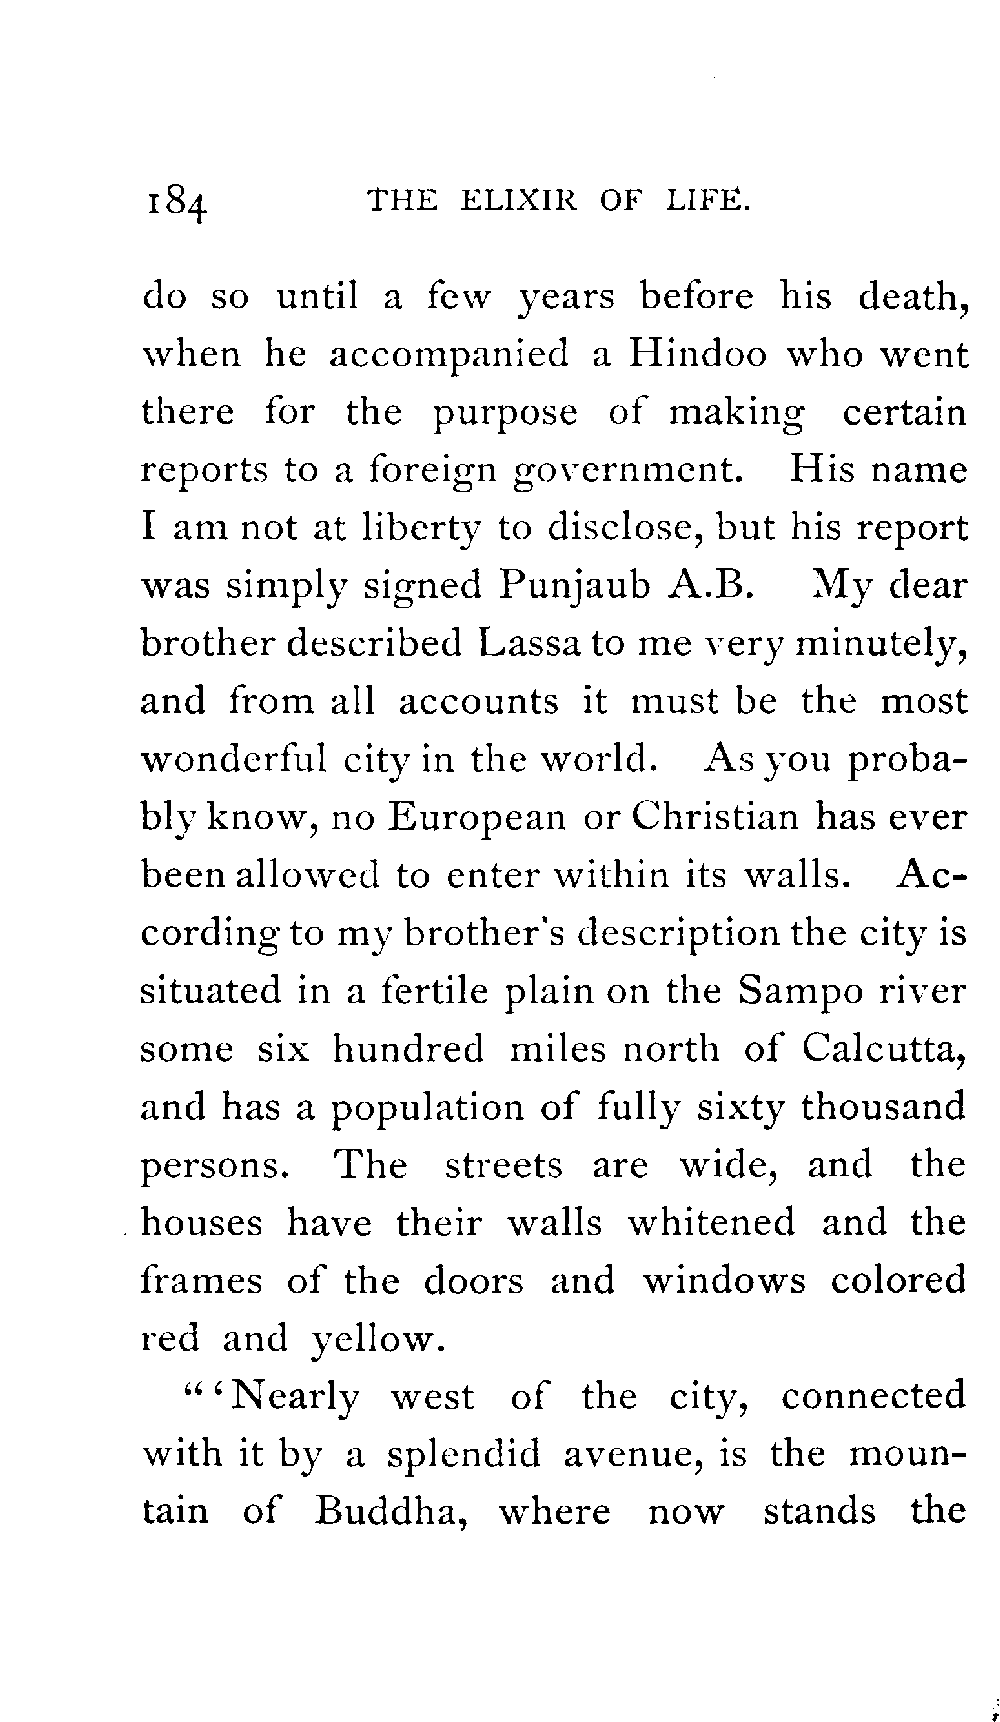 184 THE ELIXIR OF LIFE.
do so until a few years before his death,
when he accompanied a Hindoo who went
there for the purpose of making certain
reports to a foreign government. His name
I am not at liberty to disclose, but his report
was simply signed Punjaub A.B. My dear
brother described Lassa to me very minutely,
and from all accounts it must be the most
wonderful city in the world. As you proba-
bly know, no European or Christian has ever
been allowed to enter within its walls. Ac-
cording to my brother's description the city is
situated in a fertile plain on the Sampo river
some six hundred miles north of Calcutta,
and has a population of fully sixty thousand
persons. The streets are wide, and the
houses have their walls whitened and the
frames of the doors and windows colored
red and yellow.
"'Nearly west of the city, connected
with it by a splendid avenue, is the moun-
tain of Buddha, where now stands the